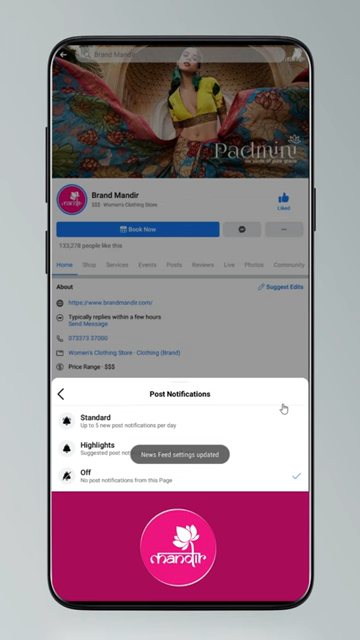 Brand Mandir
Padmini
Brand Mandir
$$$ · Women's Clothing Store
Liked
Book Now
133,278 people like this
Home Shop Services Events Posts Reviews Live Photos Community
About
Suggest Edits
https://www.brandmandir.com/
Typically replies within a few hours
Send Message
073373 37000
Women's Clothing Store · Clothing (Brand)
Price Range · $$$
Post Notifications
Standard
Up to 5 new post notifications per day
Highlights
Suggested post
News Feed settings updated
Off
No post notifications from this Page
mandir